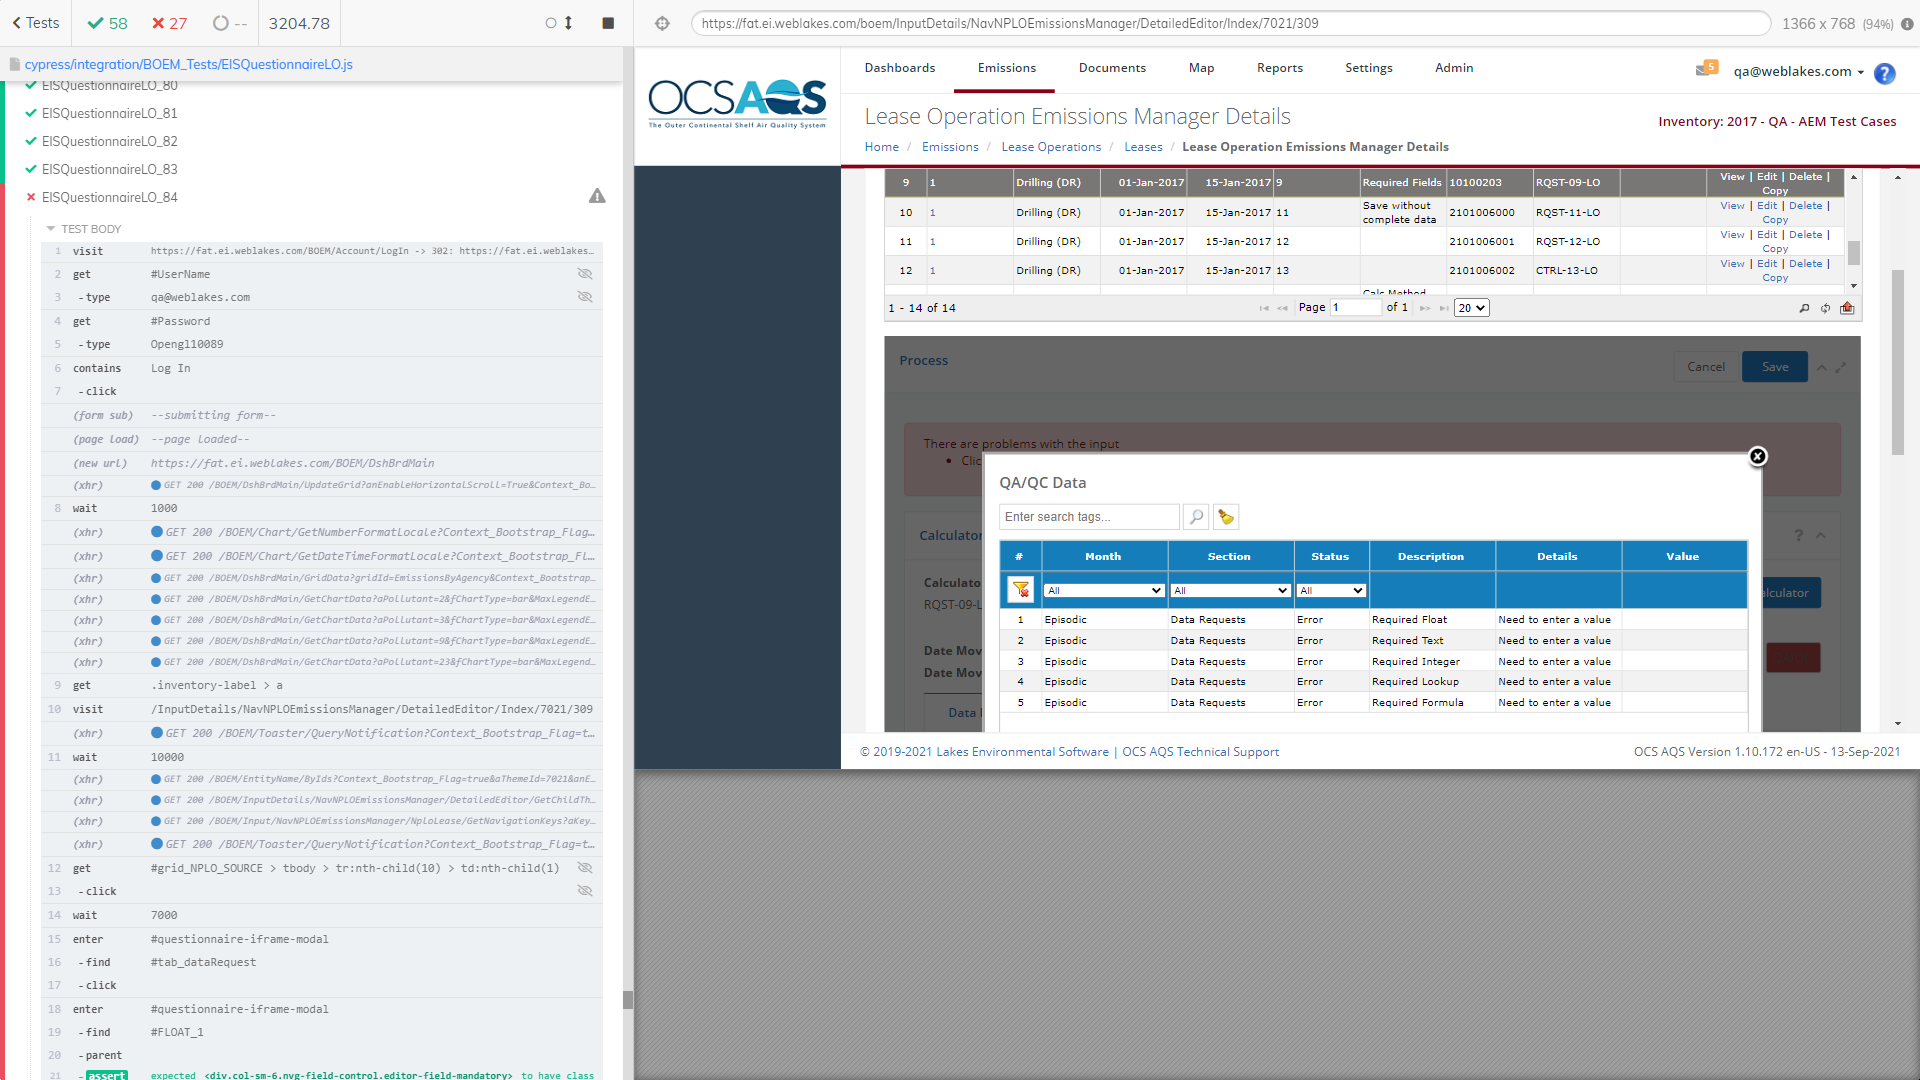 Tests
58
27
--
3204.78
https://fat.ei.weblakes.com/boem/InputDetails/NavNPLOEmissionsManager/DetailedEditor/Index/7021/309
1366 x 768 (94%)
cypress/integration/BOEM_Tests/EISQuestionnaireLO.js
EISQuestionnaireLO_80
EISQuestionnaireLO_81
EISQuestionnaireLO_82
EISQuestionnaireLO_83
EISQuestionnaireLO_84
TEST BODY
1 visit https://fat.ei.weblakes.com/BOEM/Account/LogIn -> 302: https://fat.ei.weblakes...
2 get #UserName
3 -type qa@weblakes.com
4 get #Password
5 -type Opengl10089
6 contains Log In
7 -click
(form sub) --submitting form--
(page load) --page loaded--
(new url) https://fat.ei.weblakes.com/BOEM/DshBrdMain
(xhr) GET 200 /BOEM/DshBrdMain/UpdateGrid?anEnableHorizontalScroll=True&Context_Bo...
8 wait 1000
(xhr) GET 200 /BOEM/Chart/GetNumberFormatLocale?Context_Bootstrap_Flag...
(xhr) GET 200 /BOEM/Chart/GetDateTimeFormatLocale?Context_Bootstrap_Fl...
(xhr) GET 200 /BOEM/DshBrdMain/GridData?gridId=EmissionsByAgency&Context_Bootstrap...
(xhr) GET 200 /BOEM/DshBrdMain/GetChartData?aPollutant=2&fChartType=bar&MaxLegendE...
(xhr) GET 200 /BOEM/DshBrdMain/GetChartData?aPollutant=3&fChartType=bar&MaxLegendE...
(xhr) GET 200 /BOEM/DshBrdMain/GetChartData?aPollutant=9&fChartType=bar&MaxLegendE...
(xhr) GET 200 /BOEM/DshBrdMain/GetChartData?aPollutant=23&fChartType=bar&MaxLegend...
9 get .inventory-label > a
10 visit /InputDetails/NavNPLOEmissionsManager/DetailedEditor/Index/7021/309
(xhr) GET 200 /BOEM/Toaster/QueryNotification?Context_Bootstrap_Flag=t...
11 wait 10000
(xhr) GET 200 /BOEM/EntityName/ByIds?Context_Bootstrap_Flag=true&aThemeId=7021&anE...
(xhr) GET 200 /BOEM/InputDetails/NavNPLOEmissionsManager/DetailedEditor/GetChildTh...
(xhr) GET 200 /BOEM/Input/NavNPLOEmissionsManager/NploLease/GetNavigationKeys?aKey...
(xhr) GET 200 /BOEM/Toaster/QueryNotification?Context_Bootstrap_Flag=t...
12 get #grid_NPLO_SOURCE > tbody > tr:nth-child(10) > td:nth-child(1)
13 -click
14 wait 7000
15 enter #questionnaire-iframe-modal
16 -find #tab_dataRequest
17 -click
18 enter #questionnaire-iframe-modal
19 -find #FLOAT_1
20 -parent
21 -assert expected <div.col-sm-6.nvg-field-control.editor-field-mandatory> to have class
OCSAQS
The Outer Continental Shelf Air Quality System
Dashboards Emissions Documents Map Reports Settings Admin
5 qa@weblakes.com ?
Lease Operation Emissions Manager Details
Inventory: 2017 - QA - AEM Test Cases
Home / Emissions / Lease Operations / Leases / Lease Operation Emissions Manager Details
9 1 Drilling (DR) 01-Jan-2017 15-Jan-2017 9 Required Fields 10100203 RQST-09-LO View | Edit | Delete | Copy
10 1 Drilling (DR) 01-Jan-2017 15-Jan-2017 11 Save without complete data 2101006000 RQST-11-LO View | Edit | Delete | Copy
11 1 Drilling (DR) 01-Jan-2017 15-Jan-2017 12 2101006001 RQST-12-LO View | Edit | Delete | Copy
12 1 Drilling (DR) 01-Jan-2017 15-Jan-2017 13 2101006002 CTRL-13-LO View | Edit | Delete | Copy
Calc Method
1 - 14 of 14 Page 1 of 1 20
Process Cancel Save
There are problems with the input
Clic
QA/QC Data
Enter search tags...
Calculator
Calculato
RQST-09-L
alculator
Date Mov
Date Mov
Data
# Month Section Status Description Details Value
All All All
1 Episodic Data Requests Error Required Float Need to enter a value
2 Episodic Data Requests Error Required Text Need to enter a value
3 Episodic Data Requests Error Required Integer Need to enter a value
4 Episodic Data Requests Error Required Lookup Need to enter a value
5 Episodic Data Requests Error Required Formula Need to enter a value
© 2019-2021 Lakes Environmental Software | OCS AQS Technical Support
OCS AQS Version 1.10.172 en-US - 13-Sep-2021